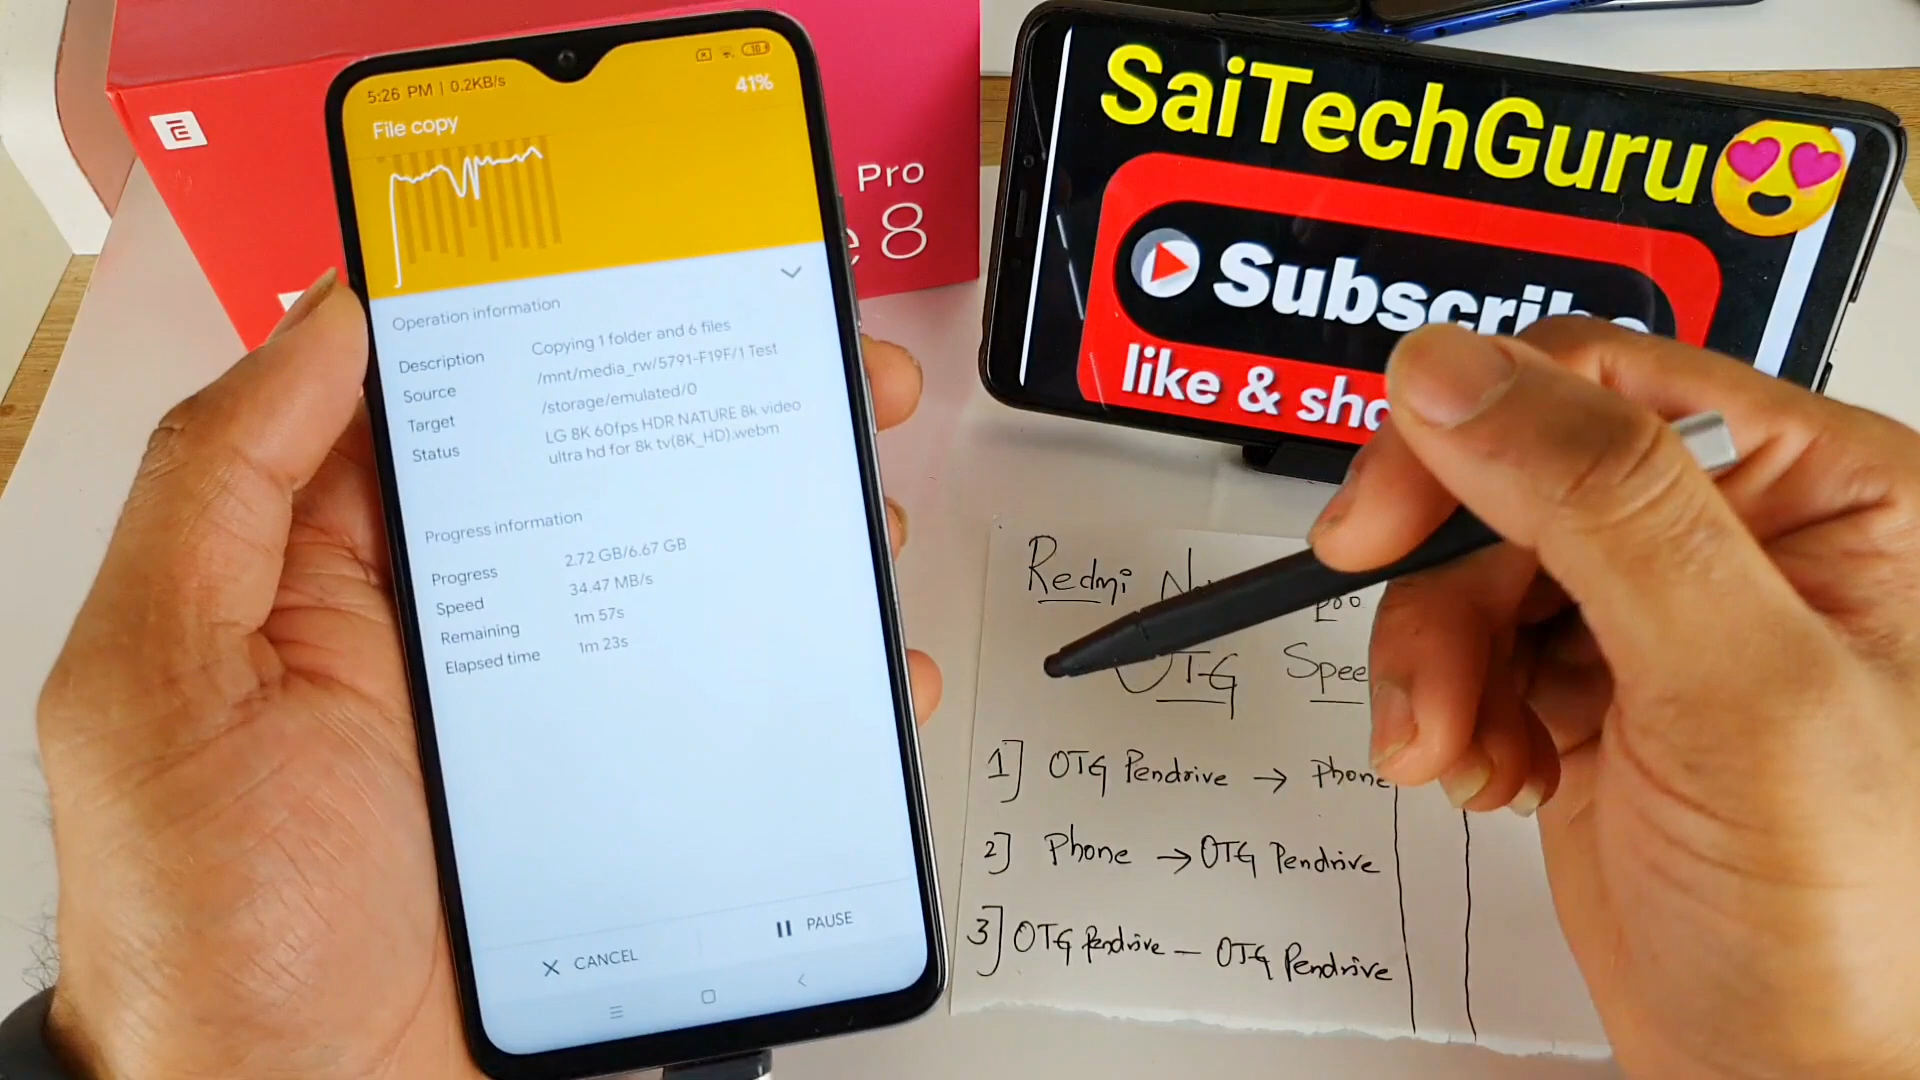 5:26 PM | 0.2KB/s
41%
File copy
Operation information
Description Copying 1 folder and 6 files
Source /mnt/media_rw/5791-F19F/1 Test
Target /storage/emulated/0
Status LG 8K 60fps HDR NATURE 8k video
ultra hd for 8k tv(8K_HD).webm
Progress information
Progress 2.72 GB/6.67 GB
Speed 34.47 MB/s
Remaining 1m 57s
Elapsed time 1m 23s
CANCEL
PAUSE
Pro
8
SaiTechGuru
Subscribe
like & sha
Redmi
OTG Spee
1] OTG Pendrive → Phone
2] Phone → OTG Pendrive
3] OTG Pendrive — OTG Pendrive